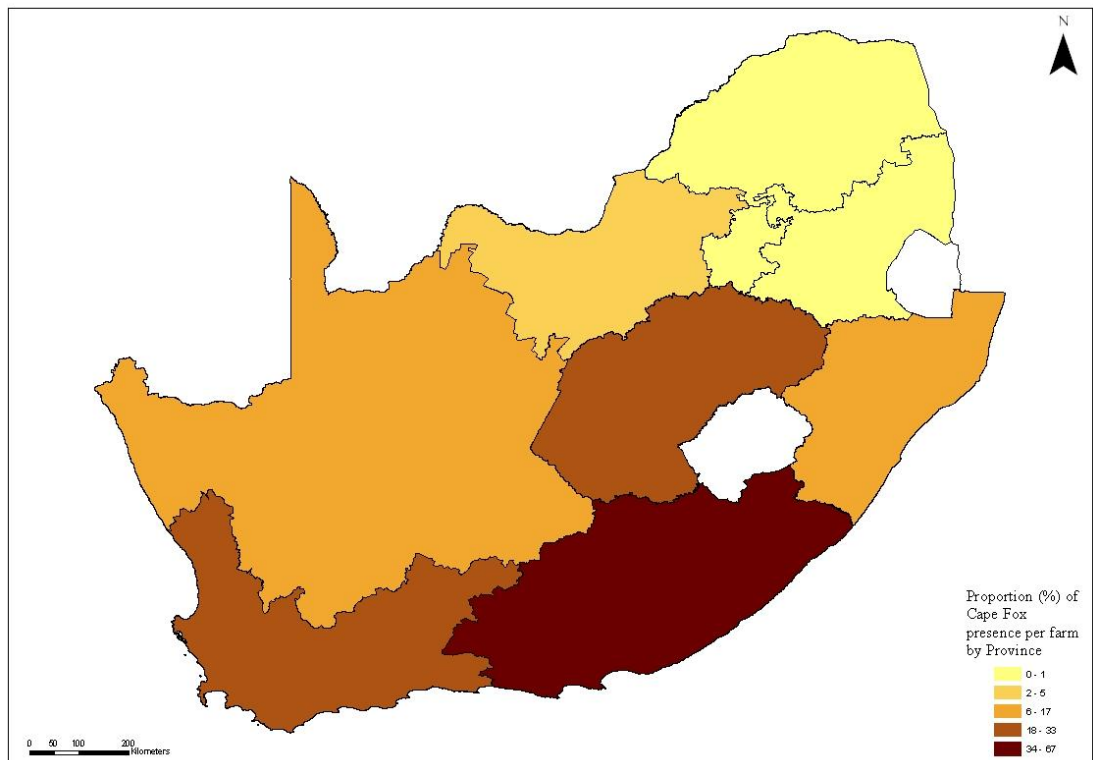 N
Proportion (%) of
Cape Fox
presence per farm
by Province
0 - 1
2 - 5
6 - 17
18 - 33
34 - 67
0 50 100 200
Kilometers